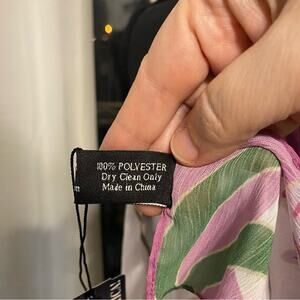 100% POLYESTER
Dry Clean Only
Made in China